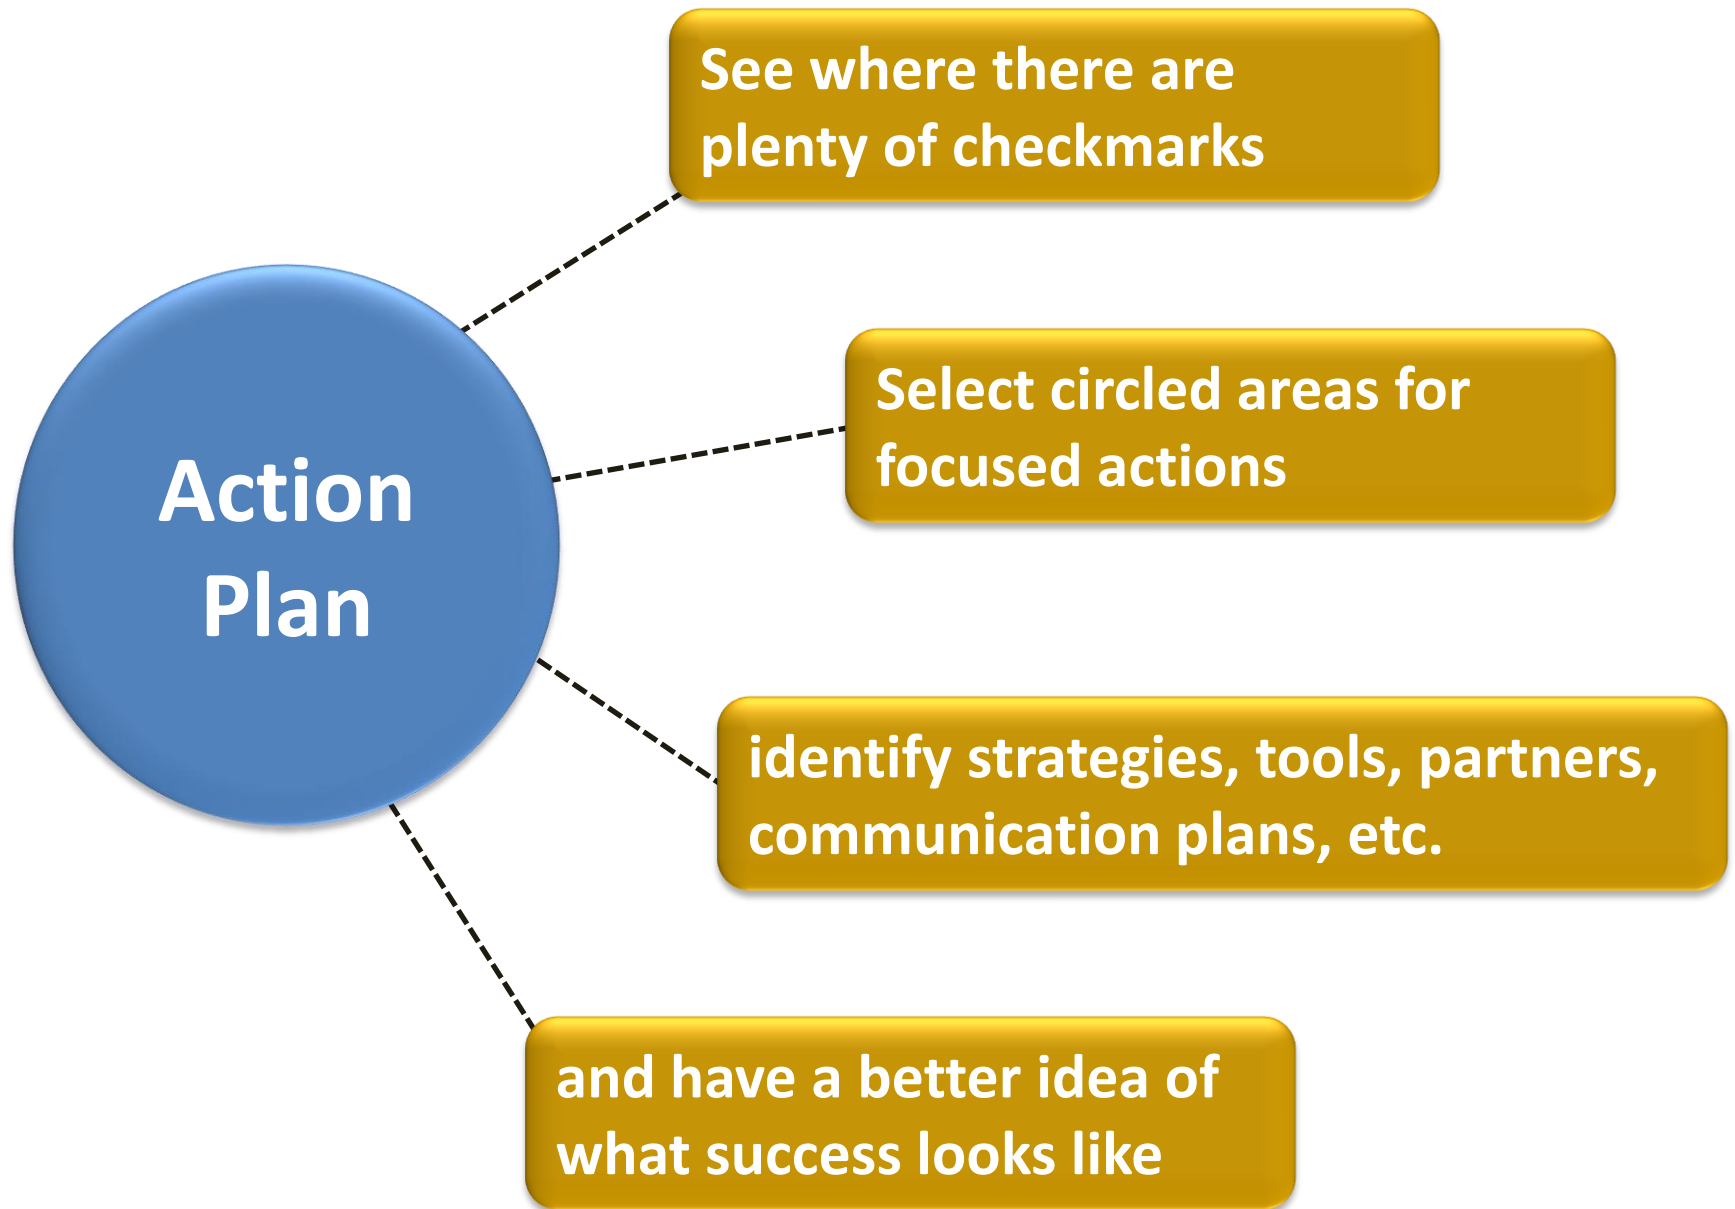 See where there are
plenty of checkmarks
Select circled areas for
focused actions
Action
Plan
identify strategies, tools, partners,
communication plans, etc.
and have a better idea of
what success looks like